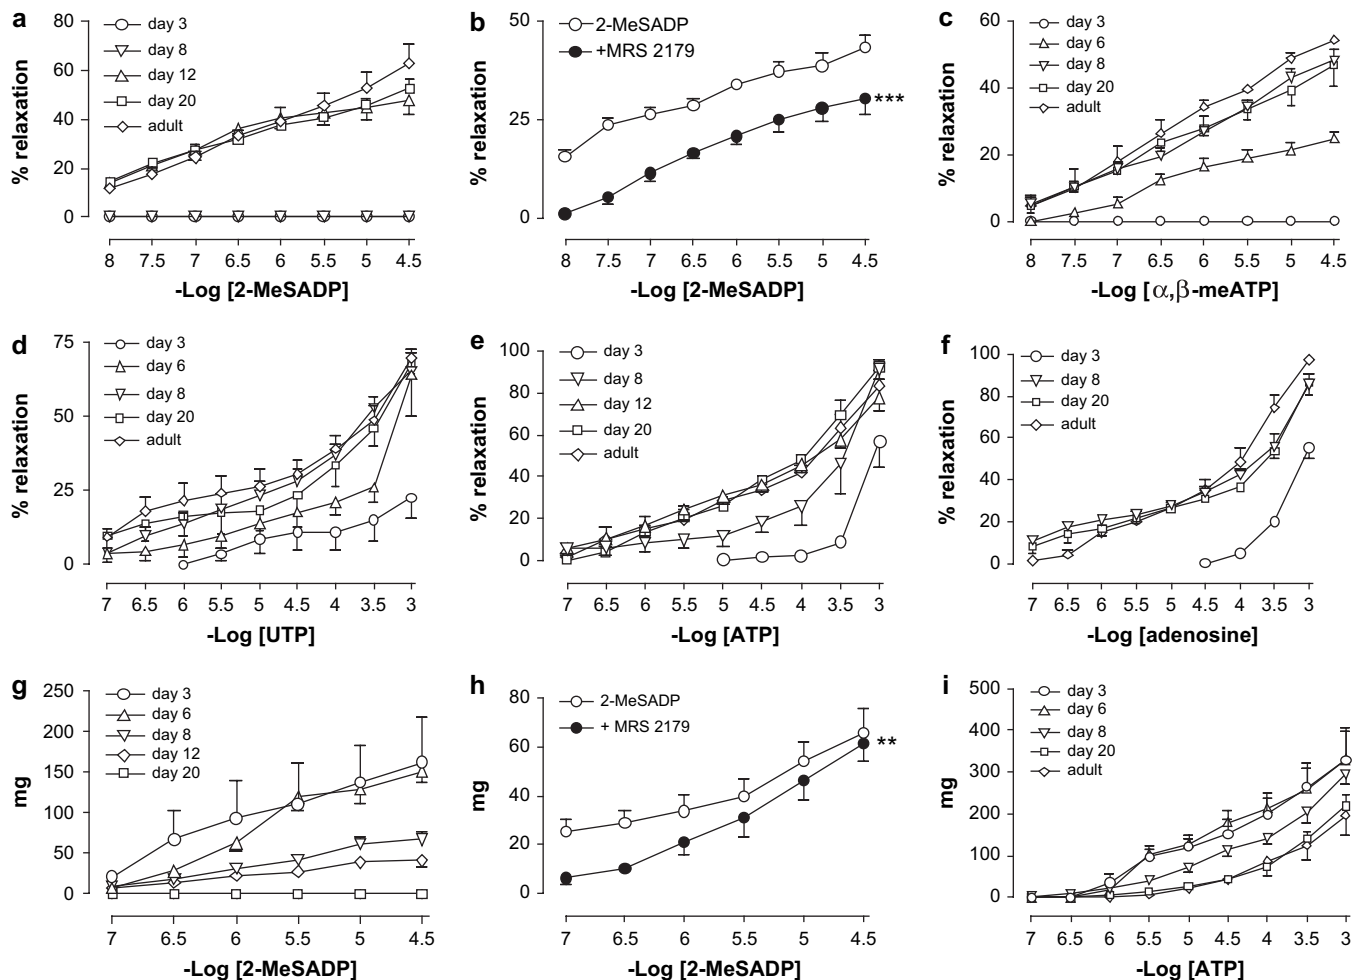 a
% relaxation
80
60
40
20
0
day 3
day 8
day 12
day 20
adult
8 7.5 7 6.5 6 5.5 5 4.5
-Log [2-MeSADP]
b
% relaxation
50
25
0
2-MeSADP
+MRS 2179
***
8 7.5 7 6.5 6 5.5 5 4.5
-Log [2-MeSADP]
c
% relaxation
60
40
20
0
day 3
day 6
day 8
day 20
adult
8 7.5 7 6.5 6 5.5 5 4.5
-Log [α,β-meATP]
d
% relaxation
75
50
25
0
day 3
day 6
day 8
day 20
adult
7 6.5 6 5.5 5 4.5 4 3.5 3
-Log [UTP]
e
% relaxation
100
80
60
40
20
0
day 3
day 8
day 12
day 20
adult
7 6.5 6 5.5 5 4.5 4 3.5 3
-Log [ATP]
f
% relaxation
100
80
60
40
20
0
day 3
day 8
day 20
adult
7 6.5 6 5.5 5 4.5 4 3.5 3
-Log [adenosine]
g
mg
250
200
150
100
50
0
day 3
day 6
day 8
day 12
day 20
7 6.5 6 5.5 5 4.5
-Log [2-MeSADP]
h
mg
80
60
40
20
0
2-MeSADP
+ MRS 2179
**
7 6.5 6 5.5 5 4.5
-Log [2-MeSADP]
i
mg
500
400
300
200
100
0
day 3
day 6
day 8
day 20
adult
7 6.5 6 5.5 5 4.5 4 3.5 3
-Log [ATP]